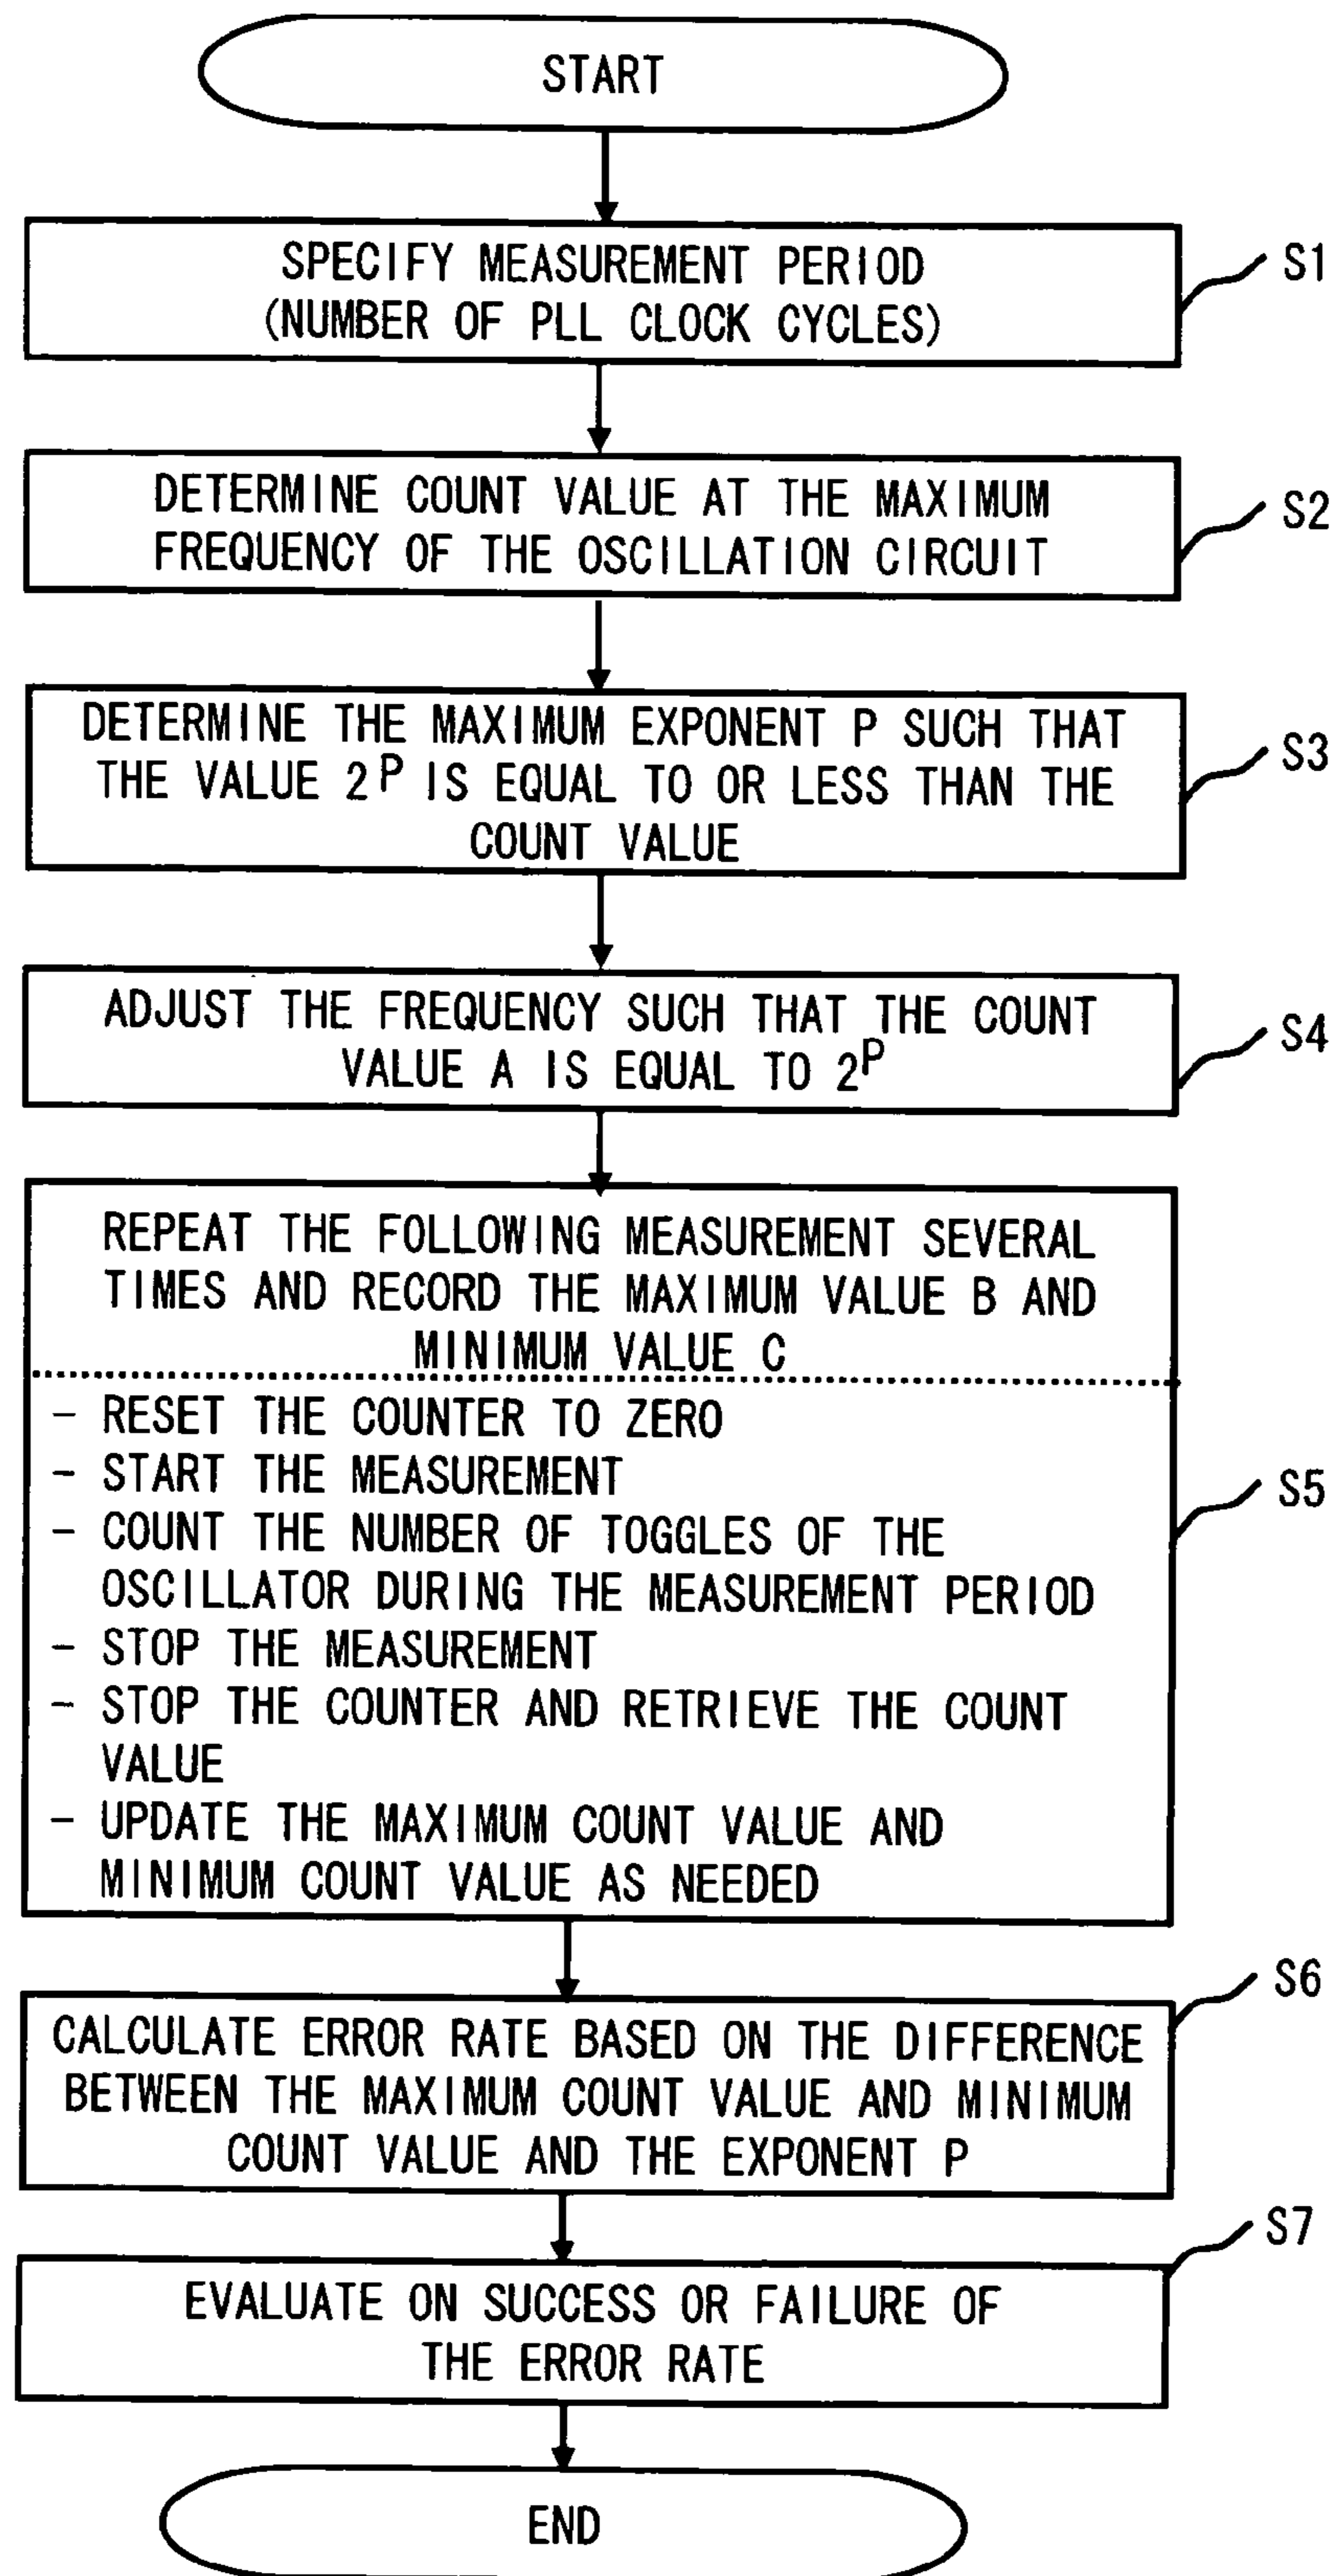 START
SPECIFY MEASUREMENT PERIOD
(NUMBER OF PLL CLOCK CYCLES)
S1
DETERMINE COUNT VALUE AT THE MAXIMUM
FREQUENCY OF THE OSCILLATION CIRCUIT
S2
DETERMINE THE MAXIMUM EXPONENT P SUCH THAT
THE VALUE 2^P IS EQUAL TO OR LESS THAN THE
COUNT VALUE
S3
ADJUST THE FREQUENCY SUCH THAT THE COUNT
VALUE A IS EQUAL TO 2^P
S4
REPEAT THE FOLLOWING MEASUREMENT SEVERAL
TIMES AND RECORD THE MAXIMUM VALUE B AND
MINIMUM VALUE C
- RESET THE COUNTER TO ZERO
- START THE MEASUREMENT
- COUNT THE NUMBER OF TOGGLES OF THE
OSCILLATOR DURING THE MEASUREMENT PERIOD
- STOP THE MEASUREMENT
- STOP THE COUNTER AND RETRIEVE THE COUNT
VALUE
- UPDATE THE MAXIMUM COUNT VALUE AND
MINIMUM COUNT VALUE AS NEEDED
S5
CALCULATE ERROR RATE BASED ON THE DIFFERENCE
BETWEEN THE MAXIMUM COUNT VALUE AND MINIMUM
COUNT VALUE AND THE EXPONENT P
S6
EVALUATE ON SUCCESS OR FAILURE OF
THE ERROR RATE
S7
END